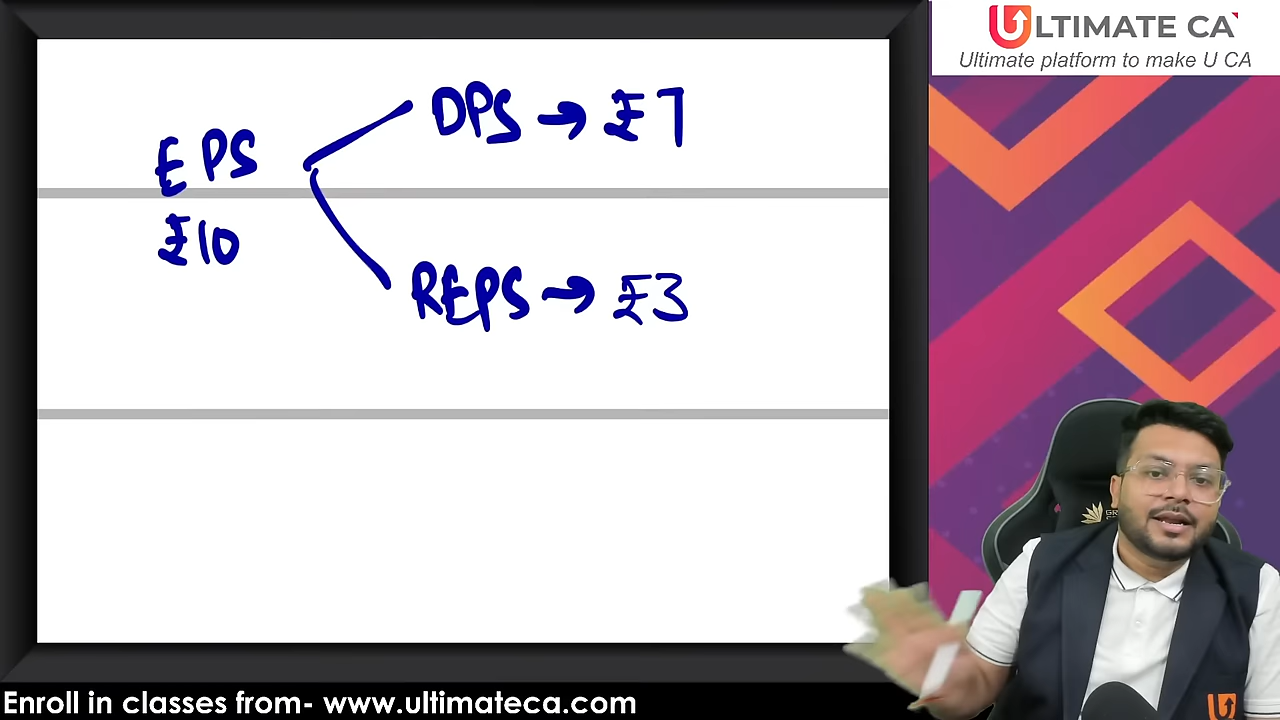 ULTIMATE CA
Ultimate platform to make U CA
EPS
₹10
DPS → ₹7
REPS → ₹3
Enroll in classes from- www.ultimateca.com